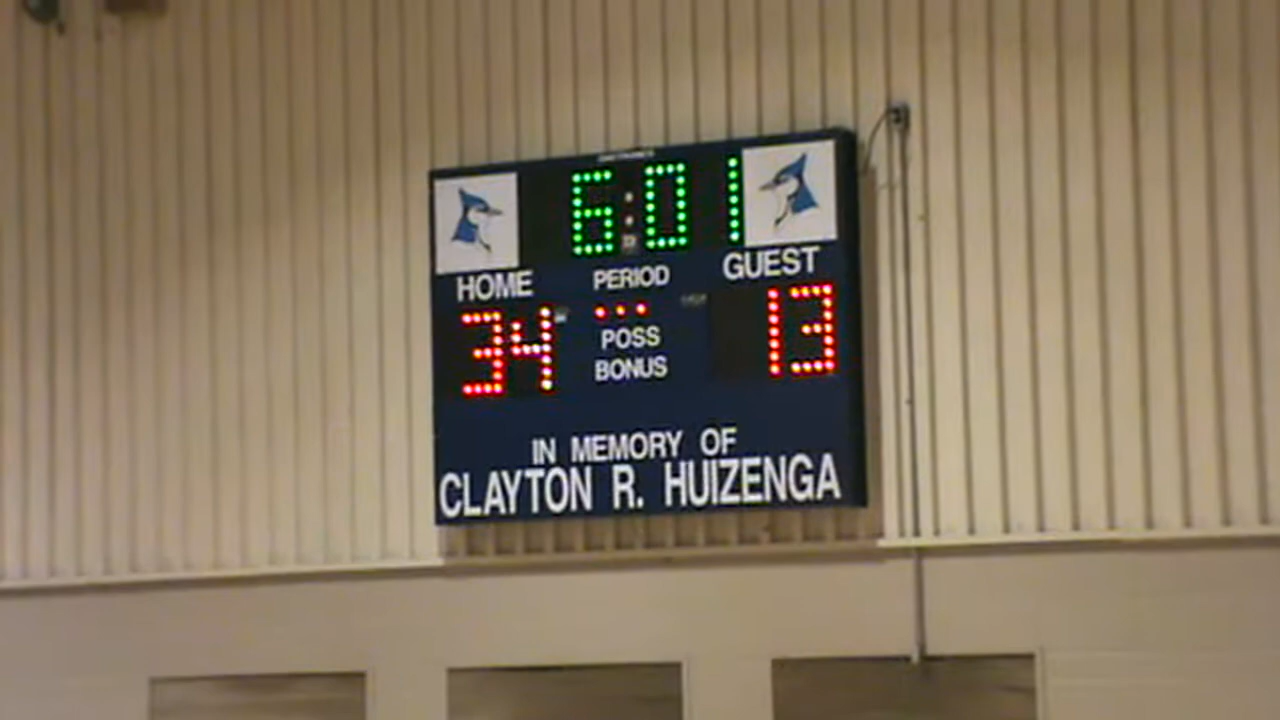 6:01
HOME PERIOD GUEST
34 13
POSS
BONUS
IN MEMORY OF
CLAYTON R. HUIZENGA